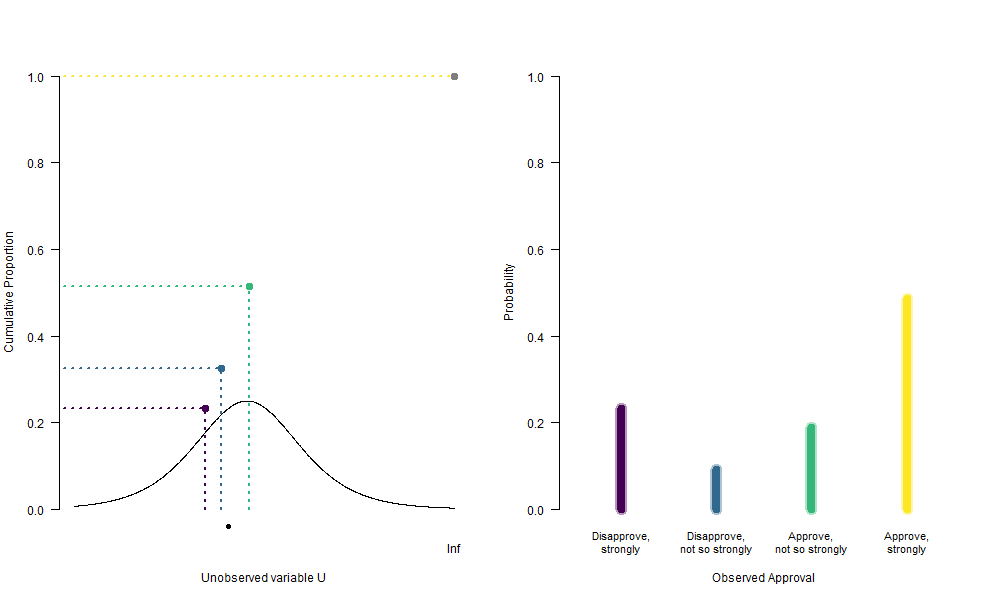 1.0
0.8
0.6
0.4
0.2
0.0
Cumulative Proportion
Inf
Unobserved variable U
1.0
0.8
0.6
0.4
0.2
0.0
Probability
Disapprove,
strongly
Disapprove,
not so strongly
Approve,
not so strongly
Approve,
strongly
Observed Approval